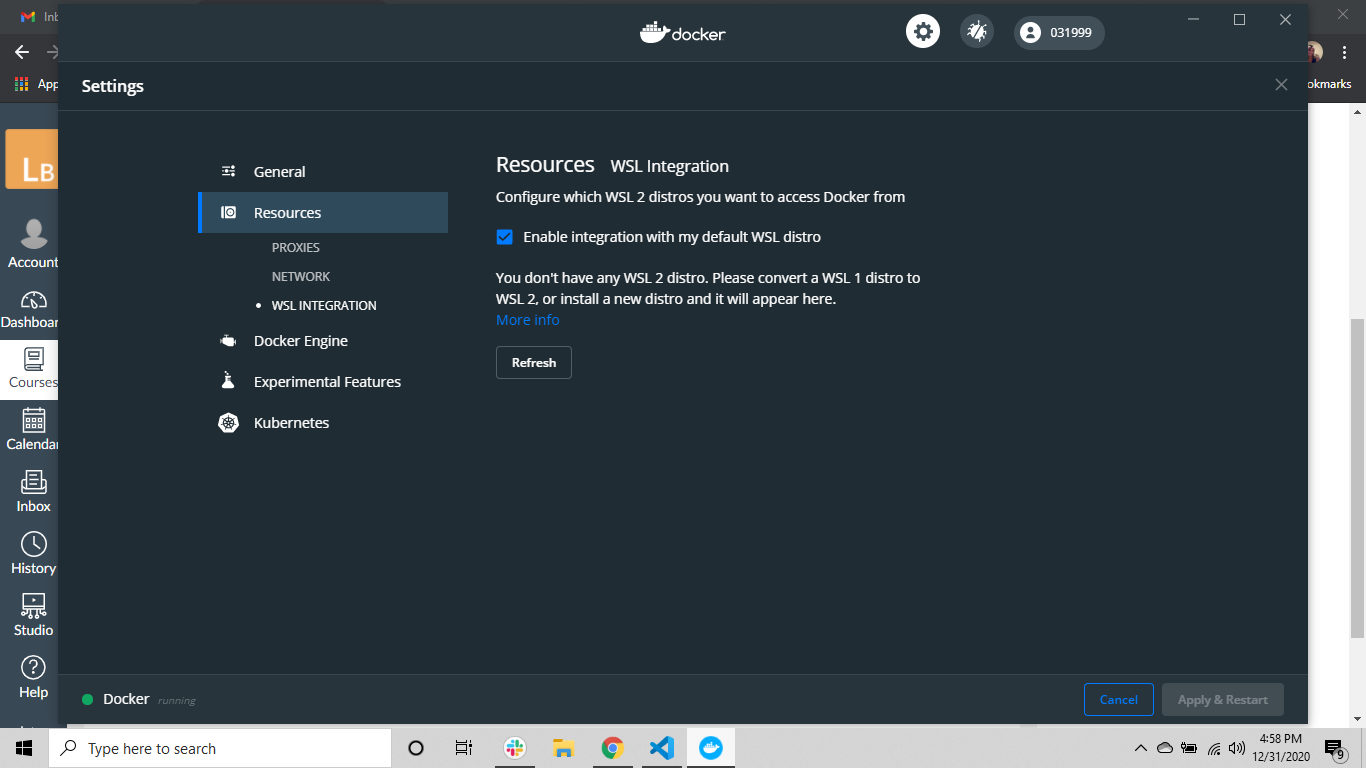 Inb
docker
031999
App
okmarks
Settings
LB
Account
Dashboar
Courses
Calenda
Inbox
History
Studio
Help
General
Resources
PROXIES
NETWORK
WSL INTEGRATION
Docker Engine
Experimental Features
Kubernetes
Resources WSL Integration
Configure which WSL 2 distros you want to access Docker from
Enable integration with my default WSL distro
You don't have any WSL 2 distro. Please convert a WSL 1 distro to
WSL 2, or install a new distro and it will appear here.
More info
Refresh
Docker running
Cancel
Apply & Restart
Type here to search
4:58 PM
12/31/2020
9